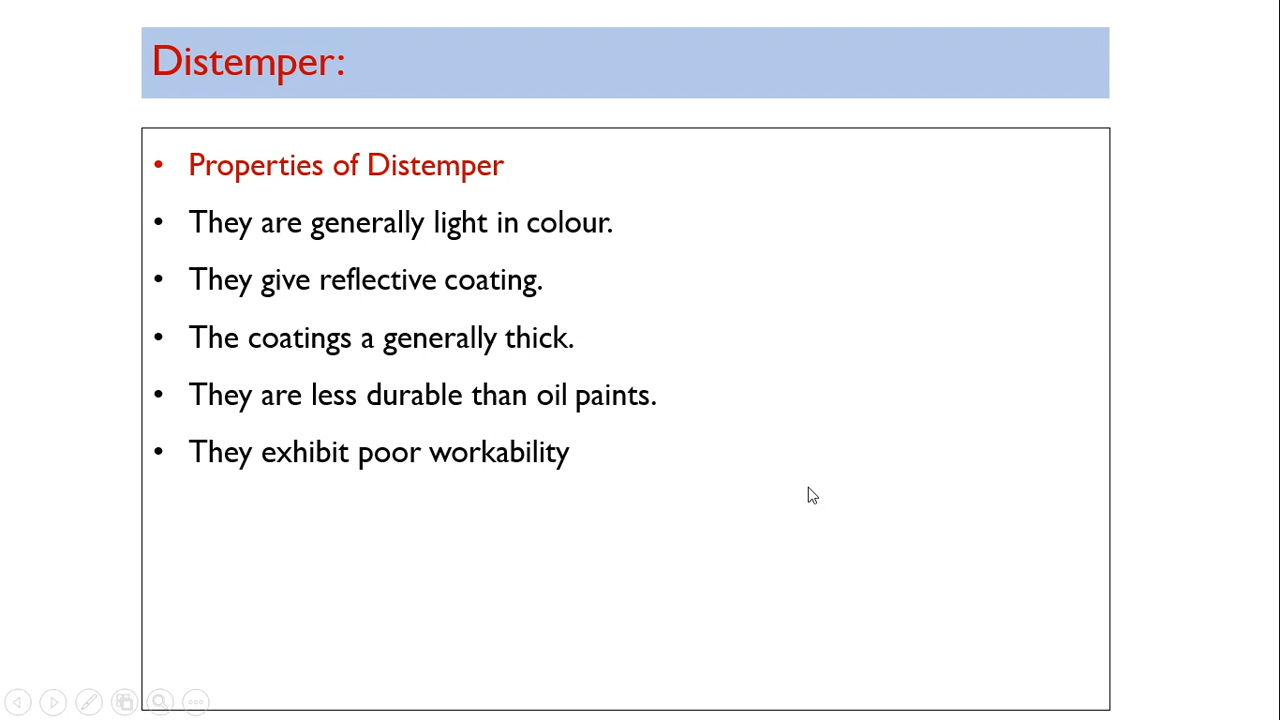 Distemper:
• Properties of Distemper
• They are generally light in colour.
• They give reflective coating.
• The coatings a generally thick.
• They are less durable than oil paints.
• They exhibit poor workability